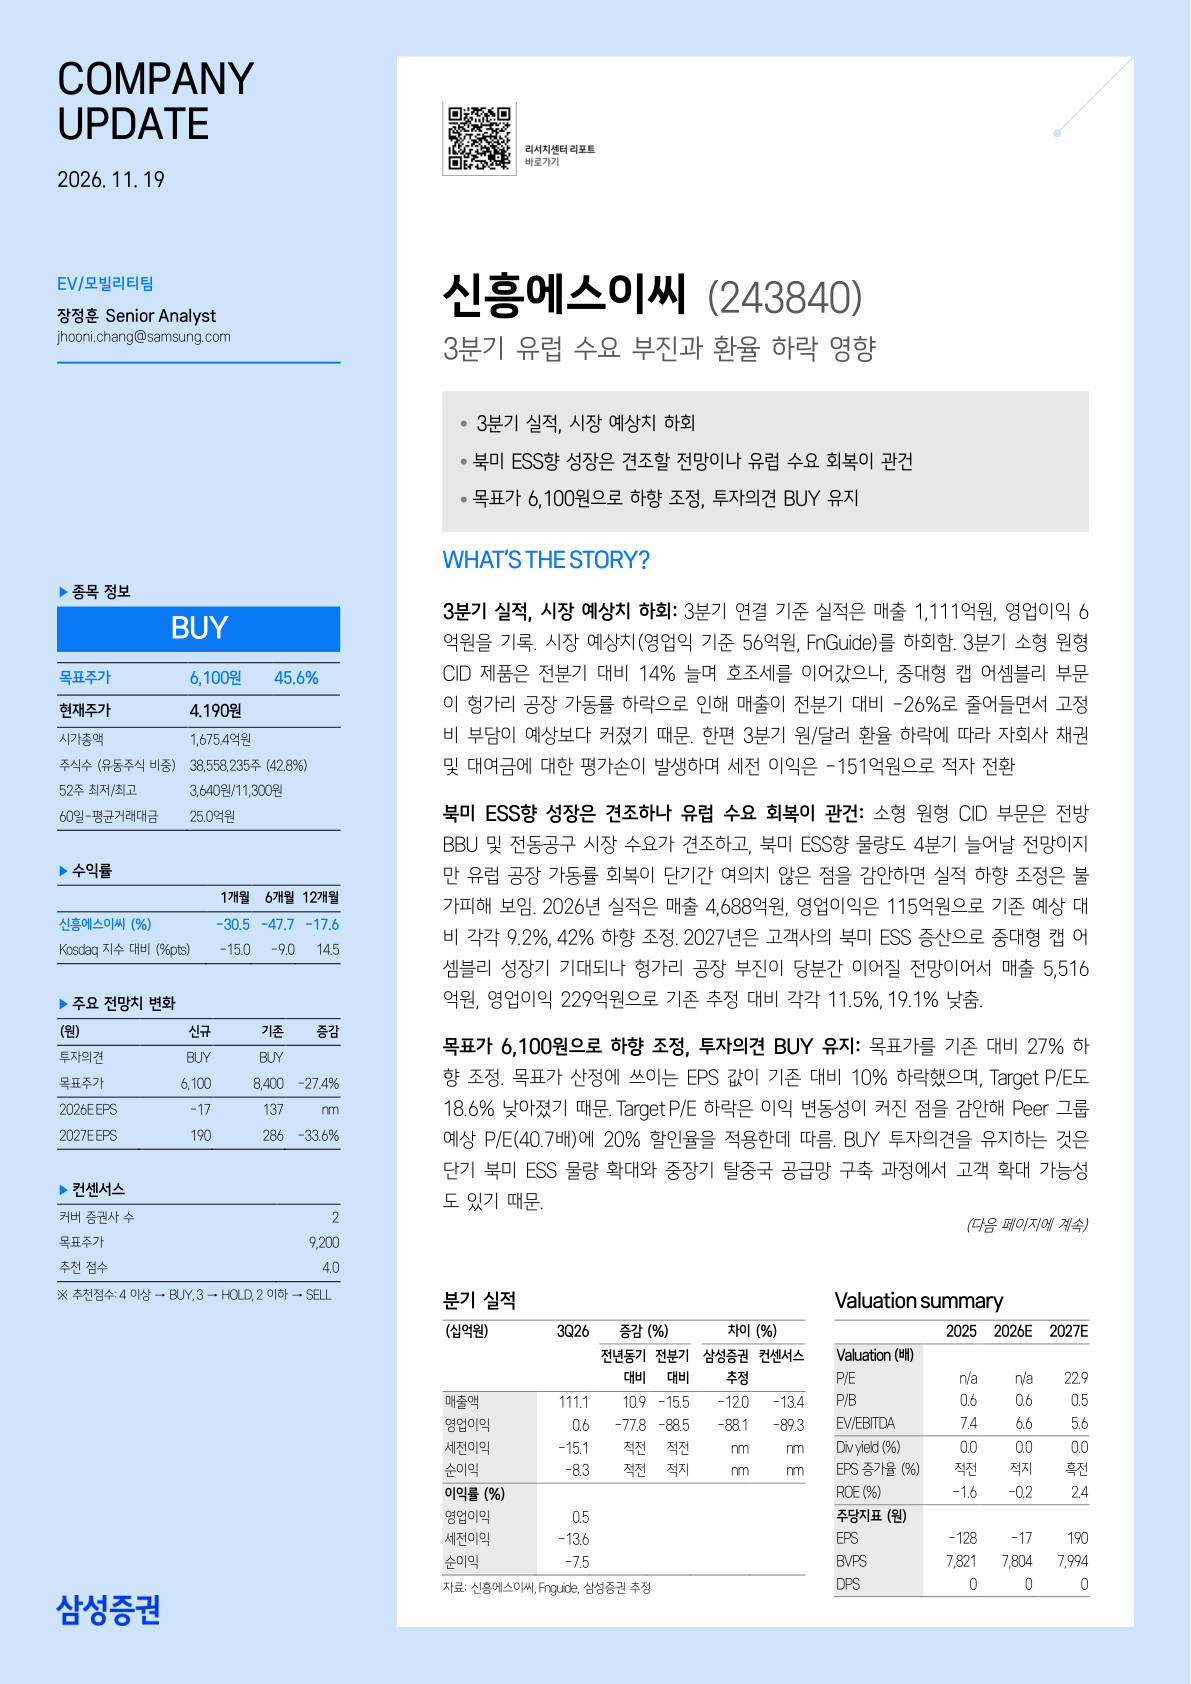 COMPANY
UPDATE
2026. 11. 19
EV/모빌리티팀
장정훈 Senior Analyst
jhooni.chang@samsung.com
▶ 종목 정보
BUY
목표주가 6,100원 45.6%
현재주가 4.190원
시가총액 1,675.4억원
주식수 (유동주식 비중) 38,558,235주 (42.8%)
52주 최저/최고 3,640원/11,300원
60일-평균거래대금 25.0억원
▶ 수익률
1개월 6개월 12개월
신흥에스이씨 (%) -30.5 -47.7 -17.6
Kosdaq 지수 대비 (%pts) -15.0 -9.0 14.5
▶ 주요 전망치 변화
(원) 신규 기존 증감
투자의견 BUY BUY
목표주가 6,100 8,400 -27.4%
2026E EPS -17 137 nm
2027E EPS 190 286 -33.6%
▶ 컨센서스
커버 증권사 수 2
목표주가 9,200
추천 점수 4.0
※ 추천점수: 4 이상 → BUY, 3 → HOLD, 2 이하 → SELL
삼성증권
리서치센터 리포트
바로가기
신흥에스이씨 (243840)
3분기 유럽 수요 부진과 환율 하락 영향
• 3분기 실적, 시장 예상치 하회
• 북미 ESS향 성장은 견조할 전망이나 유럽 수요 회복이 관건
• 목표가 6,100원으로 하향 조정, 투자의견 BUY 유지
WHAT'S THE STORY?
3분기 실적, 시장 예상치 하회: 3분기 연결 기준 실적은 매출 1,111억원, 영업이익 6
억원을 기록. 시장 예상치(영업익 기준 56억원, FnGuide)를 하회함. 3분기 소형 원형
CID 제품은 전분기 대비 14% 늘며 호조세를 이어갔으나, 중대형 캡 어셈블리 부문
이 헝가리 공장 가동률 하락으로 인해 매출이 전분기 대비 -26%로 줄어들면서 고정
비 부담이 예상보다 커졌기 때문. 한편 3분기 원/달러 환율 하락에 따라 자회사 채권
및 대여금에 대한 평가손이 발생하며 세전 이익은 -151억원으로 적자 전환
북미 ESS향 성장은 견조하나 유럽 수요 회복이 관건: 소형 원형 CID 부문은 전방
BBU 및 전동공구 시장 수요가 견조하고, 북미 ESS향 물량도 4분기 늘어날 전망이지
만 유럽 공장 가동률 회복이 단기간 여의치 않은 점을 감안하면 실적 하향 조정은 불
가피해 보임. 2026년 실적은 매출 4,688억원, 영업이익은 115억원으로 기존 예상 대
비 각각 9.2%, 42% 하향 조정. 2027년은 고객사의 북미 ESS 증산으로 중대형 캡 어
셈블리 성장기 기대되나 헝가리 공장 부진이 당분간 이어질 전망이어서 매출 5,516
억원, 영업이익 229억원으로 기존 추정 대비 각각 11.5%, 19.1% 낮춤.
목표가 6,100원으로 하향 조정, 투자의견 BUY 유지: 목표가를 기존 대비 27% 하
향 조정. 목표가 산정에 쓰이는 EPS 값이 기존 대비 10% 하락했으며, Target P/E도
18.6% 낮아졌기 때문. Target P/E 하락은 이익 변동성이 커진 점을 감안해 Peer 그룹
예상 P/E(40.7배)에 20% 할인율을 적용한데 따름. BUY 투자의견을 유지하는 것은
단기 북미 ESS 물량 확대와 중장기 탈중국 공급망 구축 과정에서 고객 확대 가능성
도 있기 때문.
(다음 페이지에 계속)
분기 실적
(십억원) 3Q26 증감 (%) 차이 (%)
전년동기 전분기 삼성증권 컨센서스
대비 대비 추정
매출액 111.1 10.9 -15.5 -12.0 -13.4
영업이익 0.6 -77.8 -88.5 -88.1 -89.3
세전이익 -15.1 적전 적전 nm nm
순이익 -8.3 적전 적지 nm nm
이익률 (%)
영업이익 0.5
세전이익 -13.6
순이익 -7.5
자료: 신흥에스이씨, Fnguide, 삼성증권 추정
Valuation summary
2025 2026E 2027E
Valuation (배)
P/E n/a n/a 22.9
P/B 0.6 0.6 0.5
EV/EBITDA 7.4 6.6 5.6
Div yield (%) 0.0 0.0 0.0
EPS 증가율 (%) 적전 적지 흑전
ROE (%) -1.6 -0.2 2.4
주당지표 (원)
EPS -128 -17 190
BVPS 7,821 7,804 7,994
DPS 0 0 0